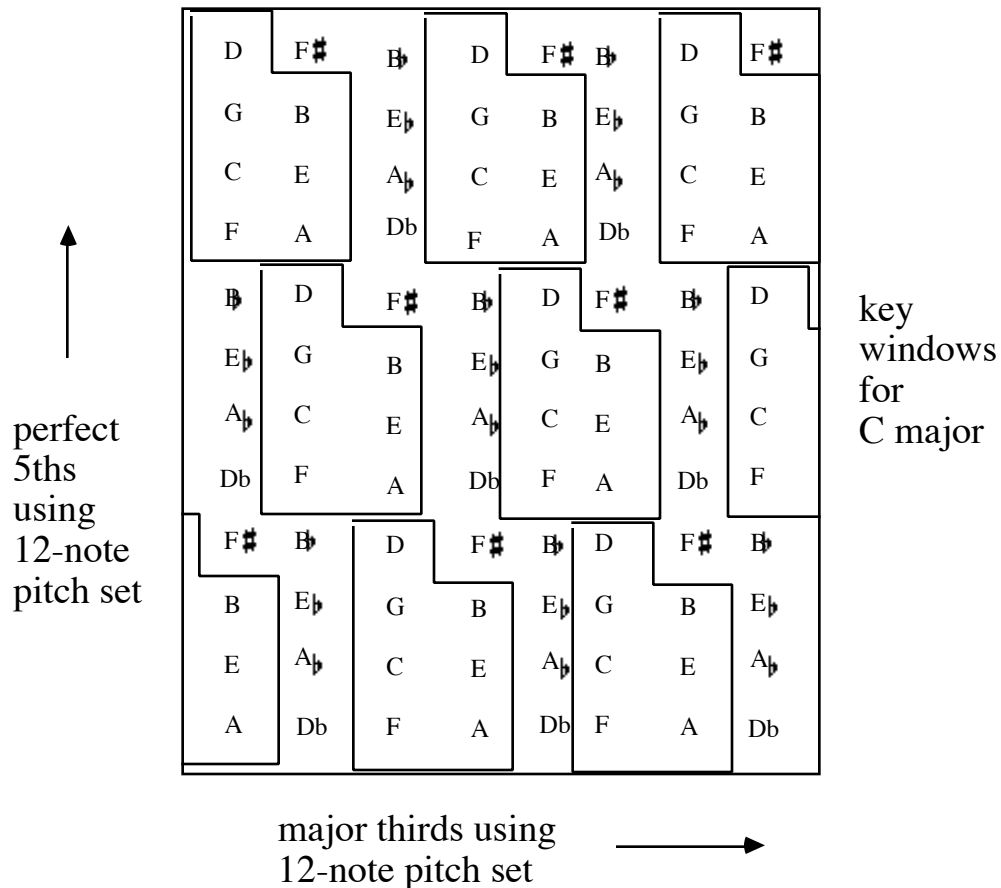 D F♯ B♭ D F♯ B♭ D F♯
G B E♭ G B E♭ G B
C E A♭ C E A♭ C E
F A Db F A Db F A
B♭ D F♯ B♭ D F♯ B♭ D
E♭ G B E♭ G B E♭ G
A♭ C E A♭ C E A♭ C
Db F A Db F A Db F
F♯ B♭ D F♯ B♭ D F♯ B♭
B E♭ G B E♭ G B E♭
E A♭ C E A♭ C E A♭
A Db F A Db F A Db
perfect
5ths
using
12-note
pitch set
key
windows
for
C major
major thirds using
12-note pitch set